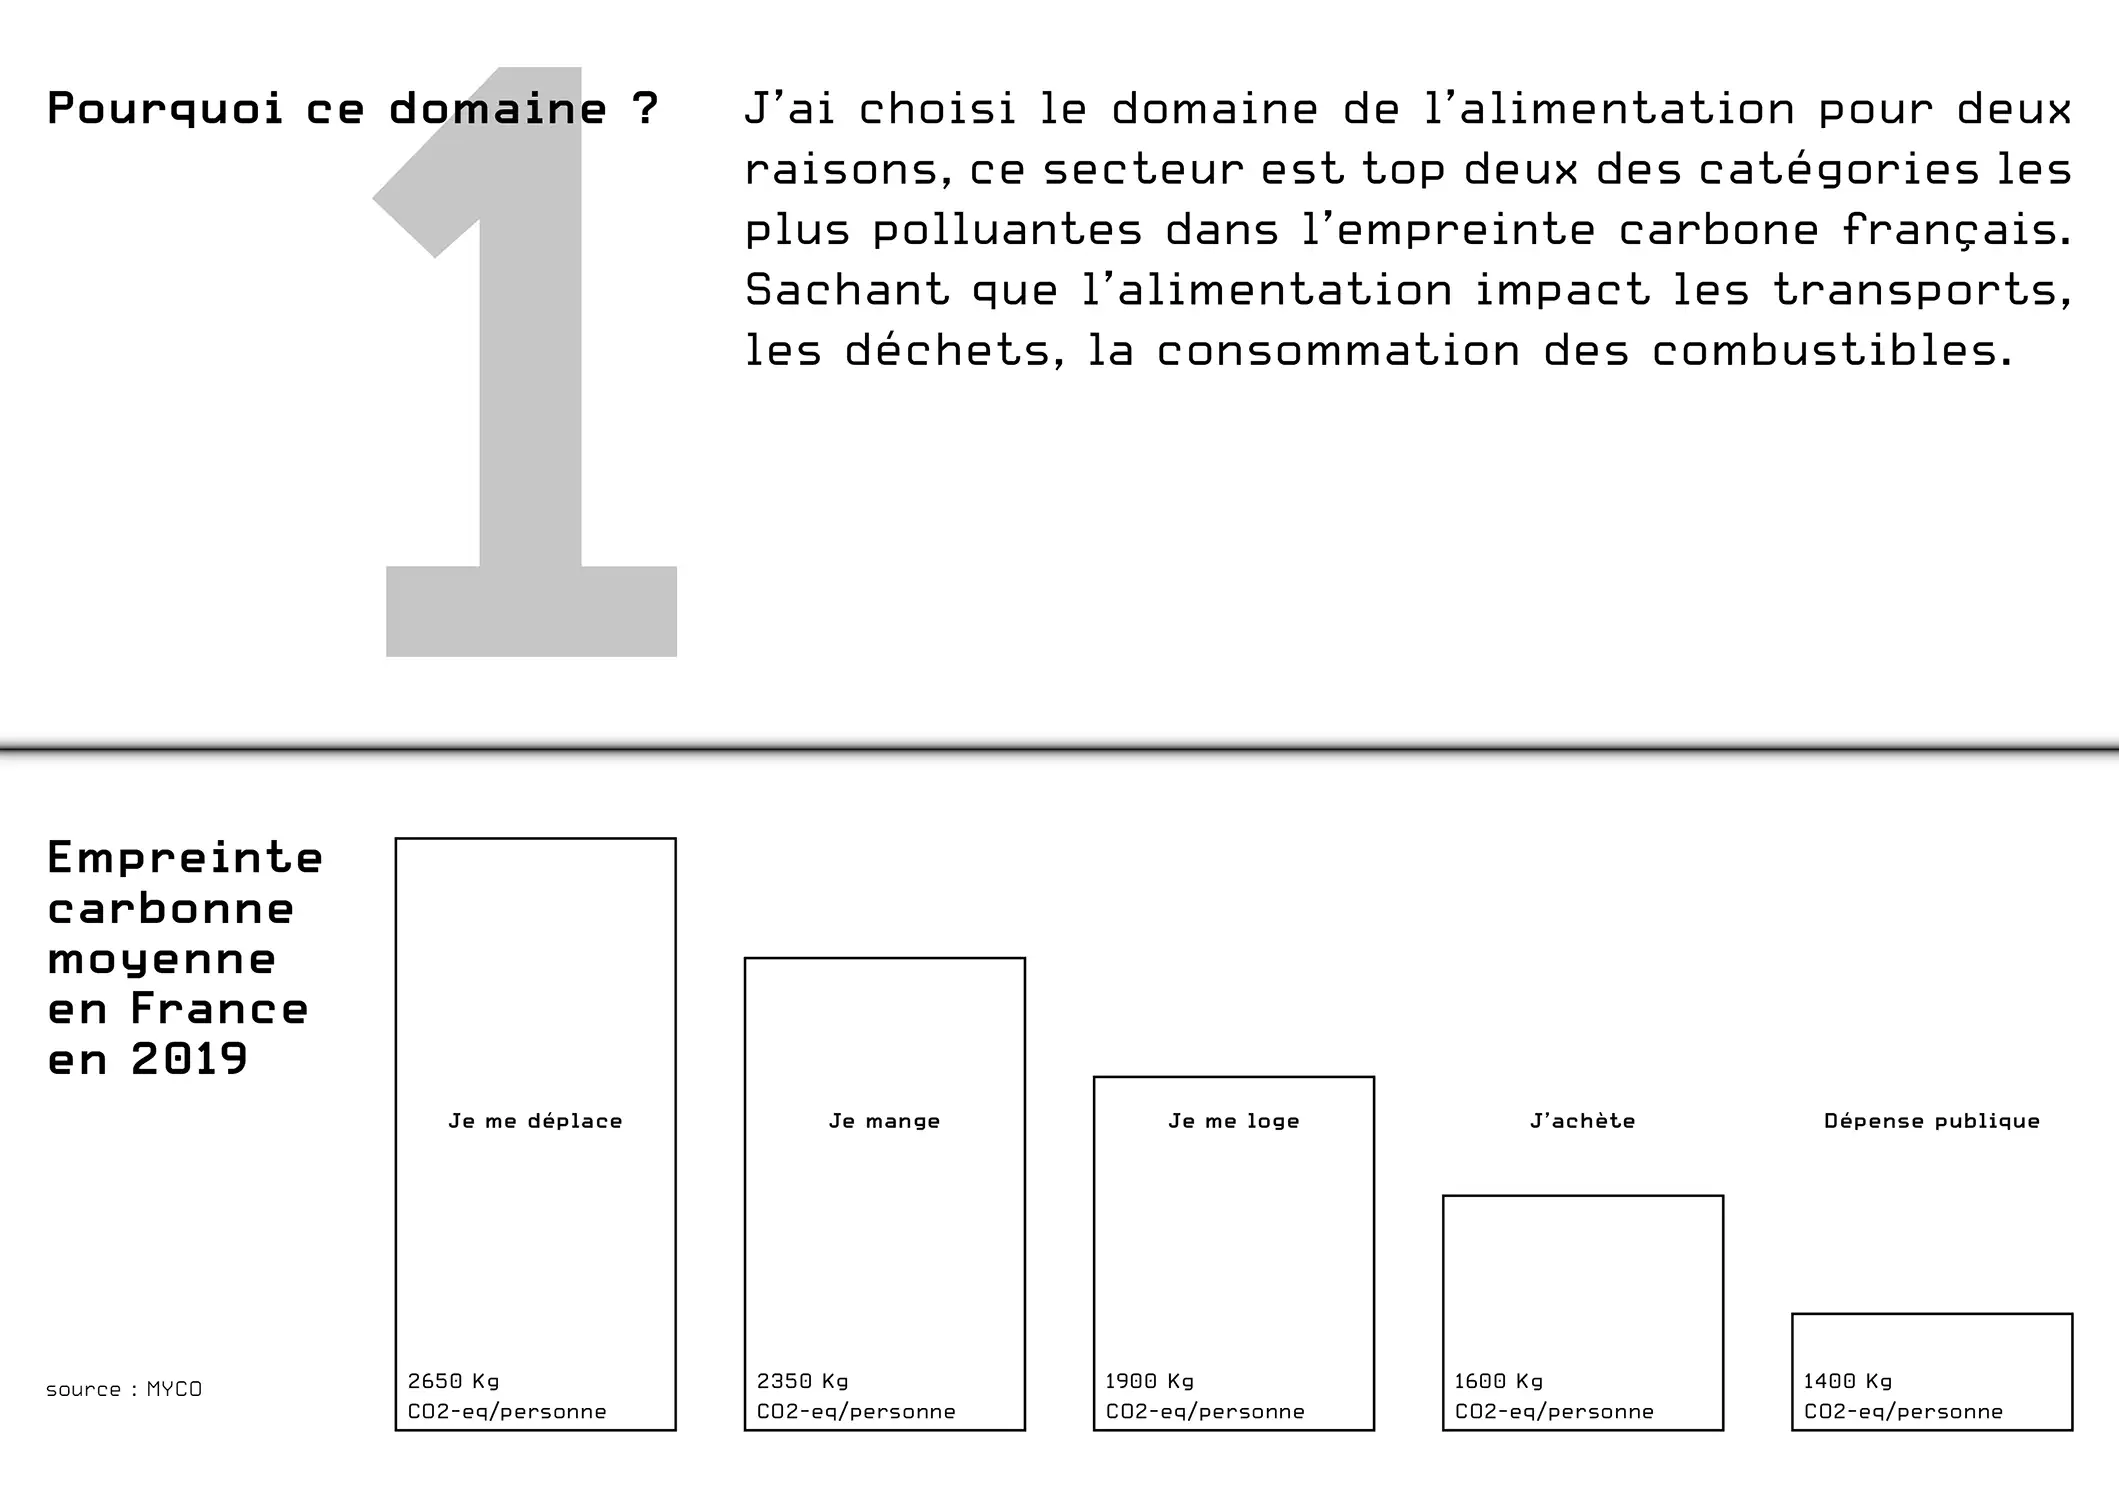 1
Pourquoi ce domaine ?
J’ai choisi le domaine de l’alimentation pour deux
raisons, ce secteur est top deux des catégories les
plus polluantes dans l’empreinte carbone français.
Sachant que l’alimentation impact les transports,
les déchets, la consommation des combustibles.
Empreinte
carbonne
moyenne
en France
en 2019
source : MYCO
Je me déplace
2650 Kg
CO2-eq/personne
Je mange
2350 Kg
CO2-eq/personne
Je me loge
1900 Kg
CO2-eq/personne
J’achète
1600 Kg
CO2-eq/personne
Dépense publique
1400 Kg
CO2-eq/personne